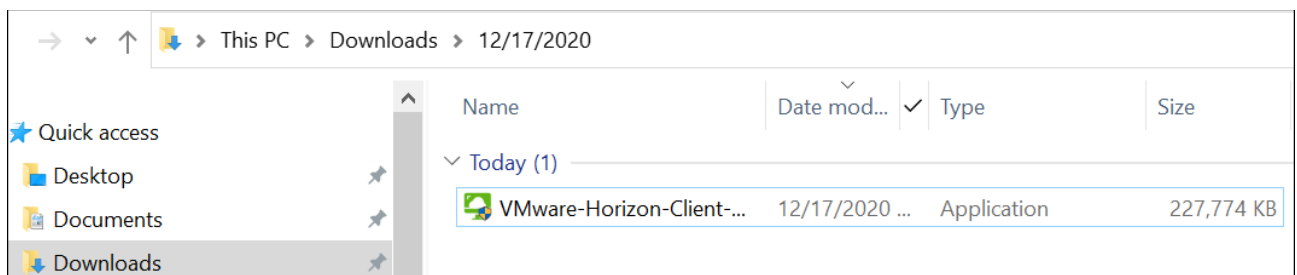 This PC > Downloads > 12/17/2020
Name Date mod... Type Size
Quick access
Today (1)
Desktop
VMware-Horizon-Client-... 12/17/2020 ... Application 227,774 KB
Documents
Downloads